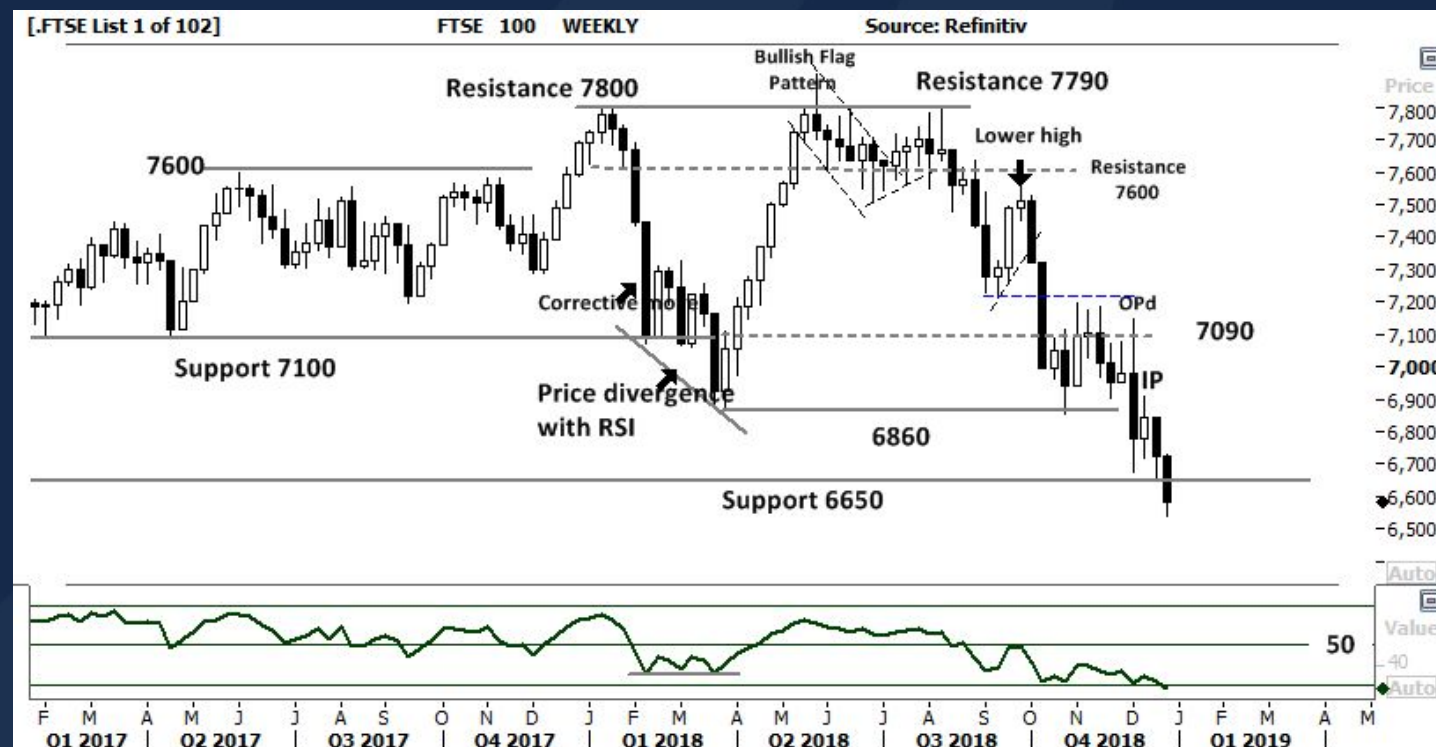 [.FTSE List 1 of 102] FTSE 100 WEEKLY Source: Refinitiv
Bullish Flag
Pattern
Resistance 7800
Resistance 7790
Price
7,800
7,700
7,600
7,500
7,400
7,300
7,200
7,100
7,000
6,900
6,800
6,700
6,600
6,500
Auto
Lower high
7600
Resistance
7600
Corrective move
OPd
7090
Support 7100
Price divergence
with RSI
IP
6860
Support 6650
50
Value
40
Auto
F M A M J J A S O N D J F M A M J J A S O N D J F M A M
Q1 2017 Q2 2017 Q3 2017 Q4 2017 Q1 2018 Q2 2018 Q3 2018 Q4 2018 Q1 2019